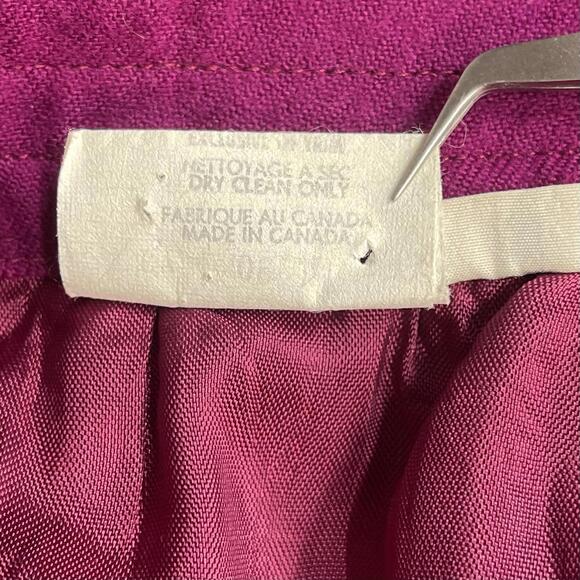 NETTOYAGE A SEC
DRY CLEAN ONLY
FABRIQUE AU CANADA
MADE IN CANADA